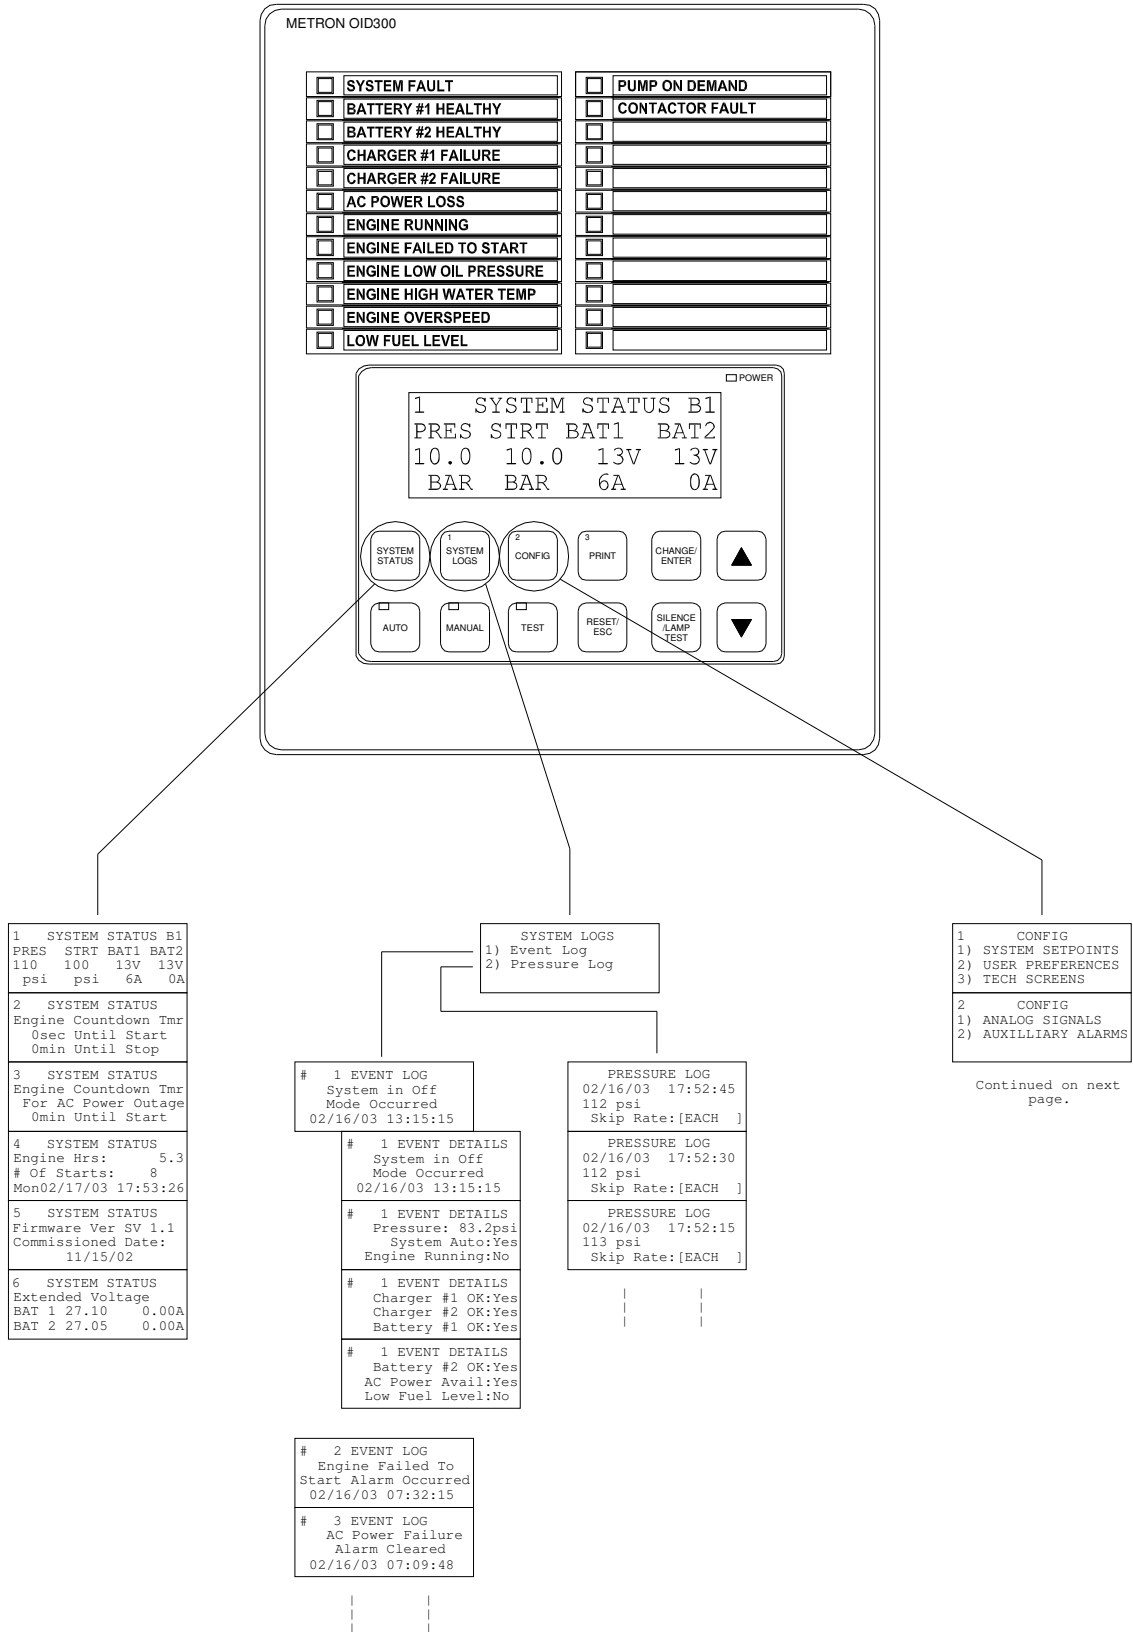 METRON OID300
SYSTEM FAULT
BATTERY #1 HEALTHY
BATTERY #2 HEALTHY
CHARGER #1 FAILURE
CHARGER #2 FAILURE
AC POWER LOSS
ENGINE RUNNING
ENGINE FAILED TO START
ENGINE LOW OIL PRESSURE
ENGINE HIGH WATER TEMP
ENGINE OVERSPEED
LOW FUEL LEVEL
PUMP ON DEMAND
CONTACTOR FAULT
POWER
1 SYSTEM STATUS B1
PRES STRT BAT1 BAT2
10.0 10.0 13V 13V
BAR BAR 6A 0A
SYSTEM
STATUS
1
SYSTEM
LOGS
2
CONFIG
3
PRINT
CHANGE/
ENTER
AUTO
MANUAL
TEST
RESET/
ESC
SILENCE
/LAMP
TEST
1 SYSTEM STATUS B1
PRES STRT BAT1 BAT2
110 100 13V 13V
psi psi 6A 0A
2 SYSTEM STATUS
Engine Countdown Tmr
0sec Until Start
0min Until Stop
3 SYSTEM STATUS
Engine Countdown Tmr
For AC Power Outage
0min Until Start
4 SYSTEM STATUS
Engine Hrs: 5.3
# Of Starts: 8
Mon02/17/03 17:53:26
5 SYSTEM STATUS
Firmware Ver SV 1.1
Commissioned Date:
11/15/02
6 SYSTEM STATUS
Extended Voltage
BAT 1 27.10 0.00A
BAT 2 27.05 0.00A
SYSTEM LOGS
1) Event Log
2) Pressure Log
# 1 EVENT LOG
System in Off
Mode Occurred
02/16/03 13:15:15
# 1 EVENT DETAILS
System in Off
Mode Occurred
02/16/03 13:15:15
# 1 EVENT DETAILS
Pressure: 83.2psi
System Auto:Yes
Engine Running:No
# 1 EVENT DETAILS
Charger #1 OK:Yes
Charger #2 OK:Yes
Battery #1 OK:Yes
# 1 EVENT DETAILS
Battery #2 OK:Yes
AC Power Avail:Yes
Low Fuel Level:No
# 2 EVENT LOG
Engine Failed To
Start Alarm Occurred
02/16/03 07:32:15
# 3 EVENT LOG
AC Power Failure
Alarm Cleared
02/16/03 07:09:48
PRESSURE LOG
02/16/03 17:52:45
112 psi
Skip Rate:[EACH ]
PRESSURE LOG
02/16/03 17:52:30
112 psi
Skip Rate:[EACH ]
PRESSURE LOG
02/16/03 17:52:15
113 psi
Skip Rate:[EACH ]
1 CONFIG
1) SYSTEM SETPOINTS
2) USER PREFERENCES
3) TECH SCREENS
2 CONFIG
1) ANALOG SIGNALS
2) AUXILLIARY ALARMS
Continued on next
page.